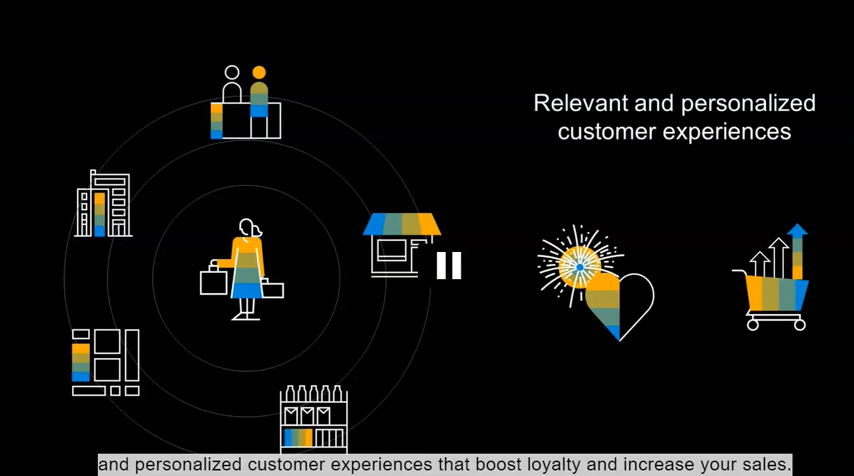 Relevant and personalized
customer experiences
and personalized customer experiences that boost loyalty and increase your sales.